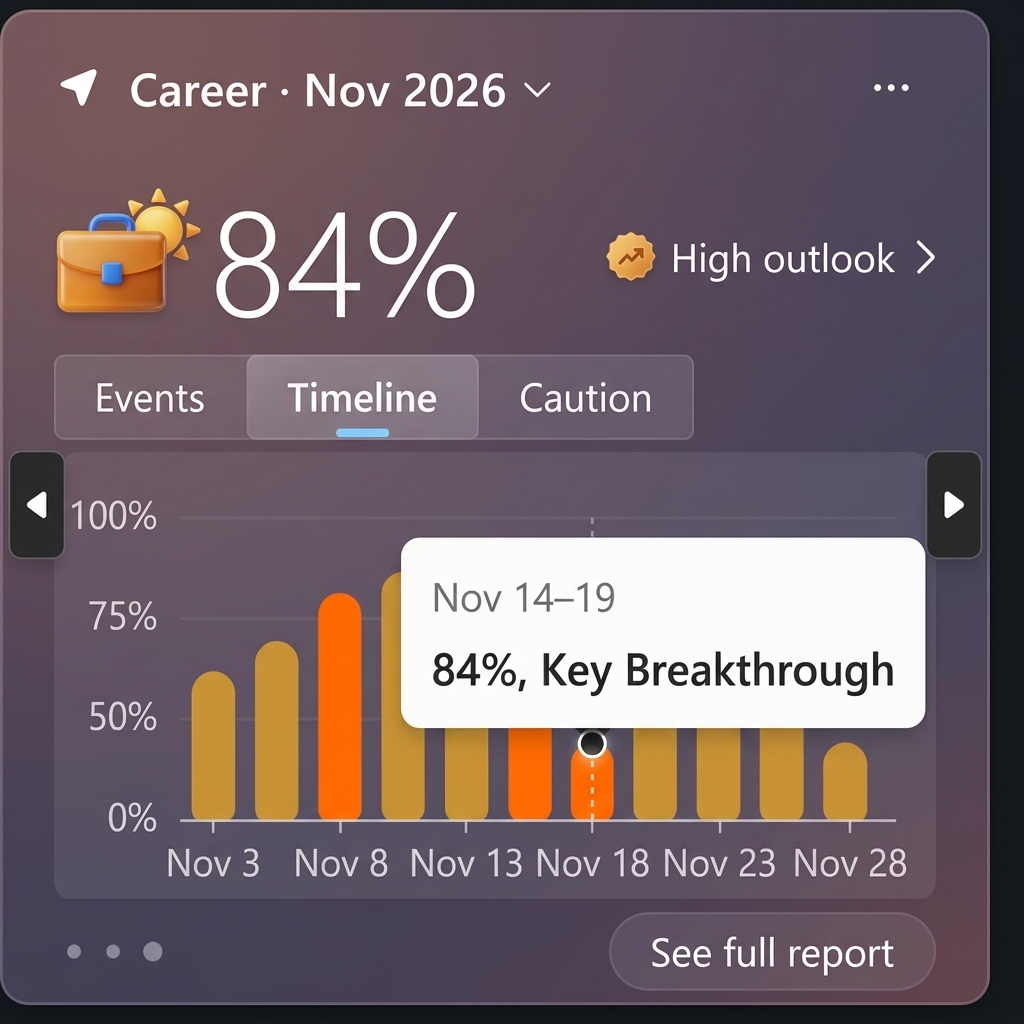 Career · Nov 2026
84%
High outlook
Events
Timeline
Caution
100%
75%
50%
0%
Nov 14–19
84%, Key Breakthrough
Nov 3
Nov 8
Nov 13
Nov 18
Nov 23
Nov 28
See full report